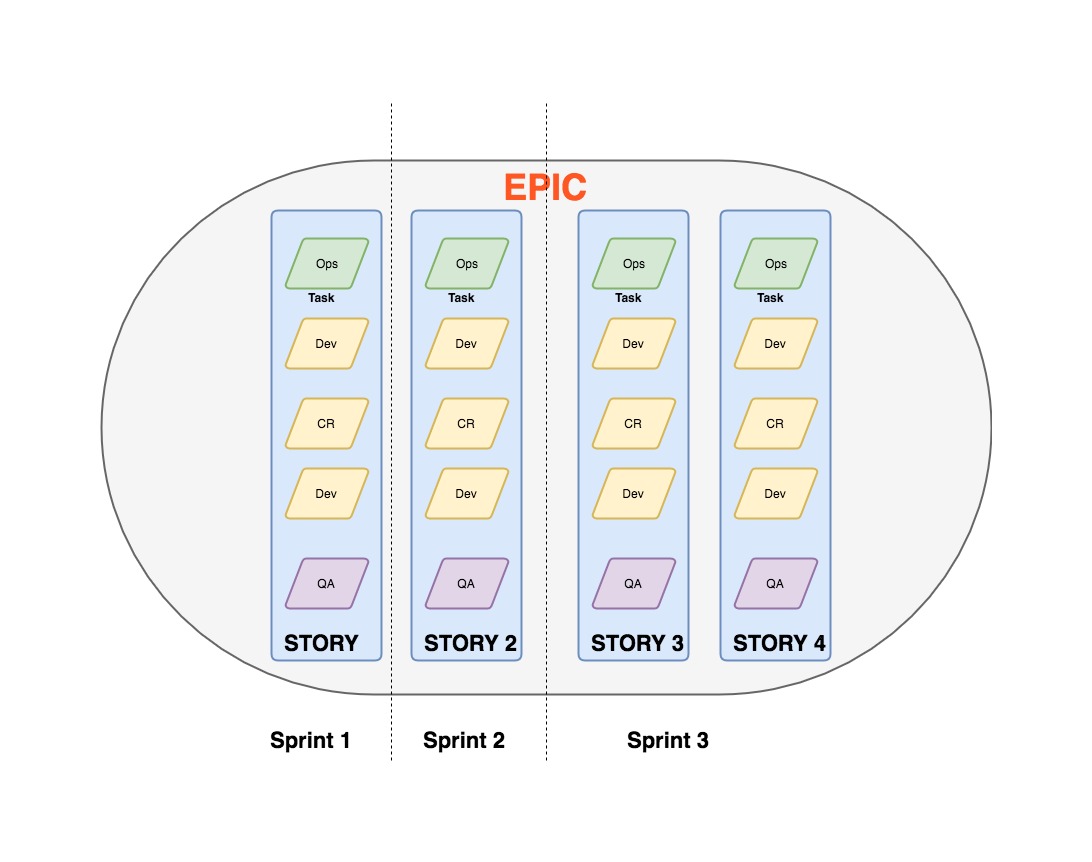 EPIC
Ops
Task
Dev
CR
Dev
QA
STORY
Ops
Task
Dev
CR
Dev
QA
STORY 2
Ops
Task
Dev
CR
Dev
QA
STORY 3
Ops
Task
Dev
CR
Dev
QA
STORY 4
Sprint 1
Sprint 2
Sprint 3